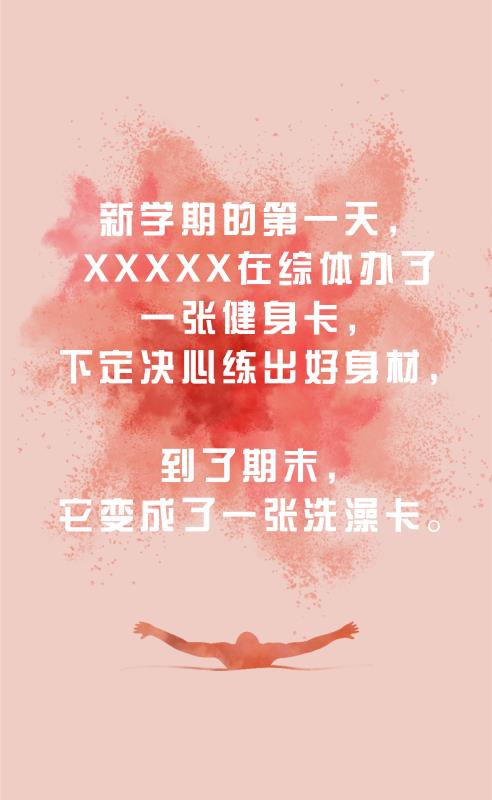 新学期的第一天，
XXXXX在综体办了
一张健身卡，
下定决心练出好身材，
到了期末，
它变成了一张洗澡卡。